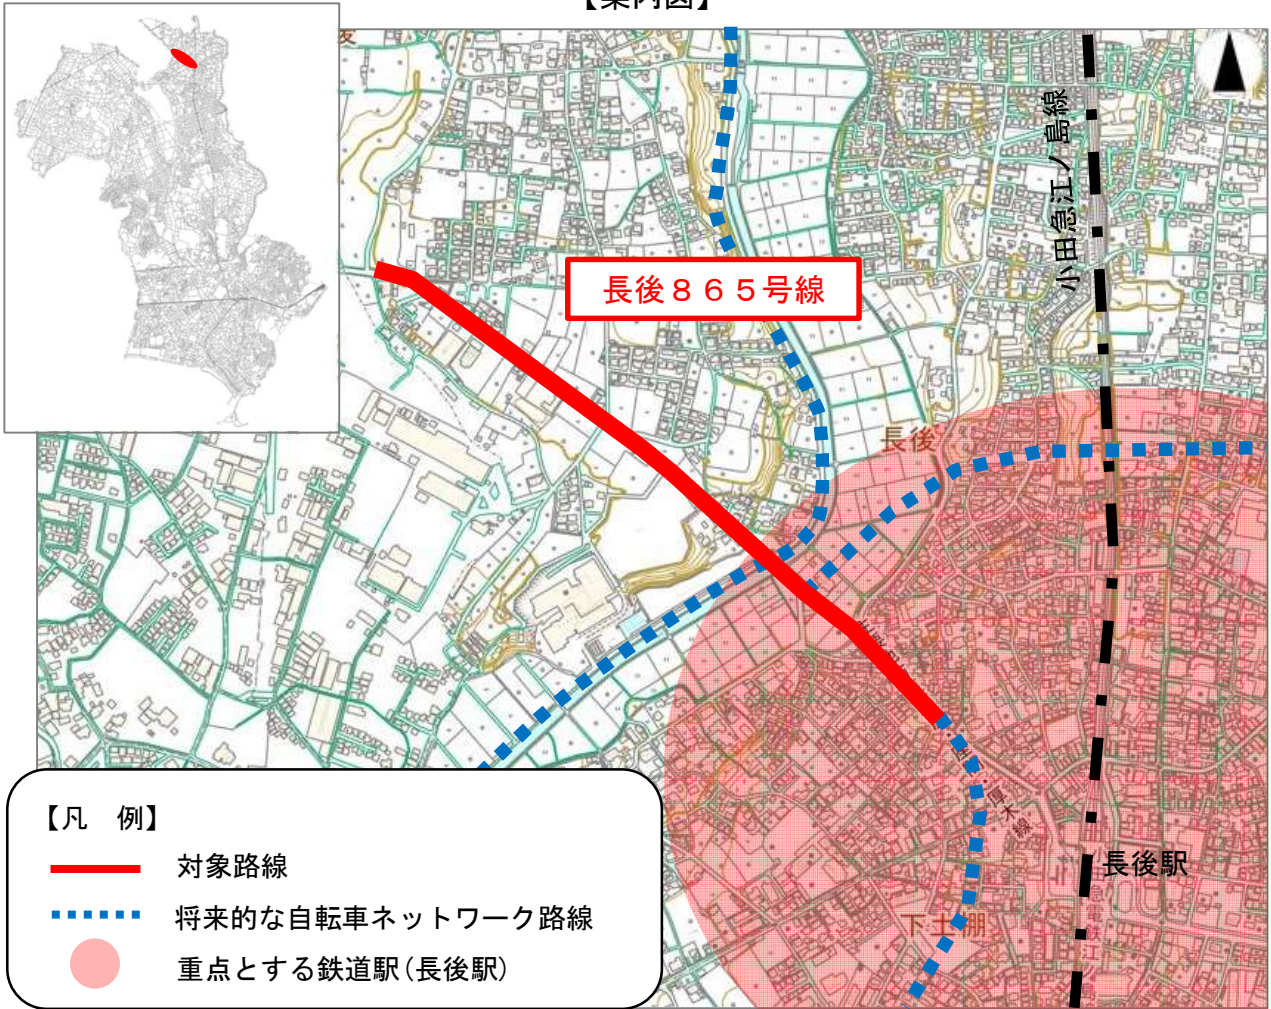 【案内図】
小田急江ノ島線
長後８６５号線
長後
・厚木線
長後駅
下土棚
【凡　例】
対象路線
将来的な自転車ネットワーク路線
重点とする鉄道駅（長後駅）